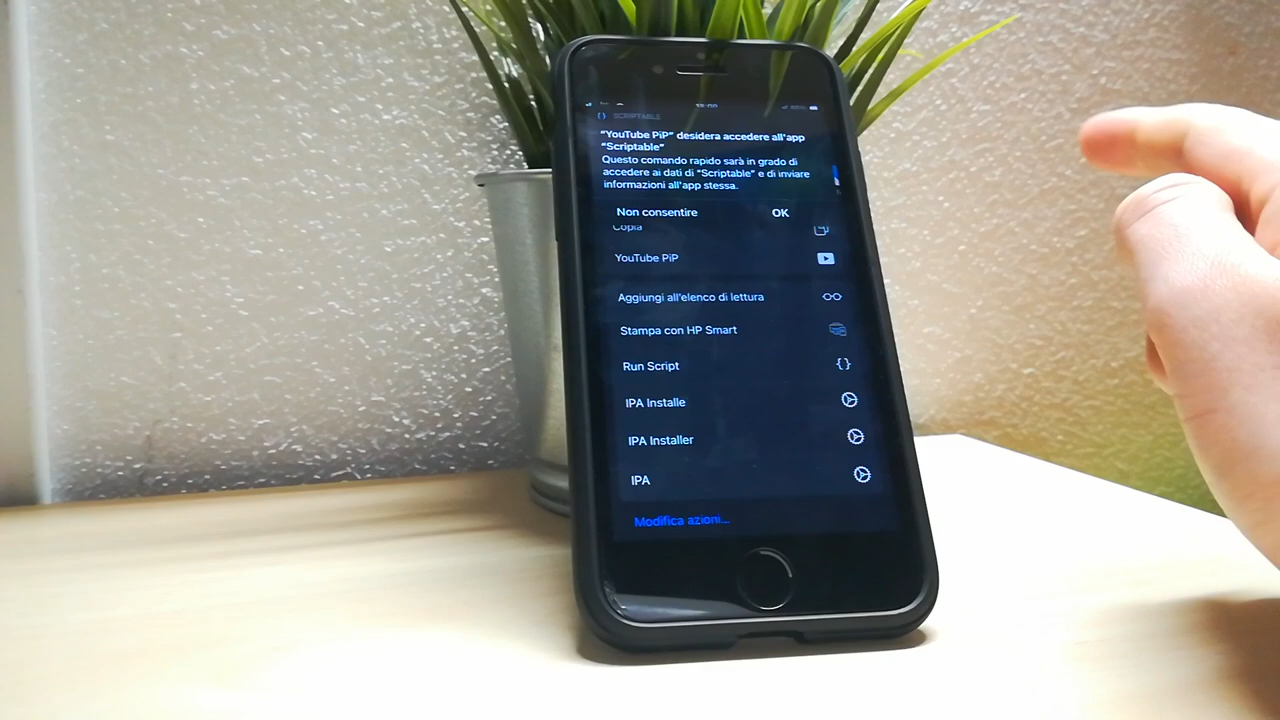 SCRIPTABLE
“YouTube PiP” desidera accedere all'app
“Scriptable”
Questo comando rapido sarà in grado di
accedere ai dati di “Scriptable” e di inviare
informazioni all'app stessa.
Non consentire OK
Copia
YouTube PiP
Aggiungi all'elenco di lettura
Stampa con HP Smart
Run Script
IPA Installe
IPA Installer
IPA
Modifica azioni...